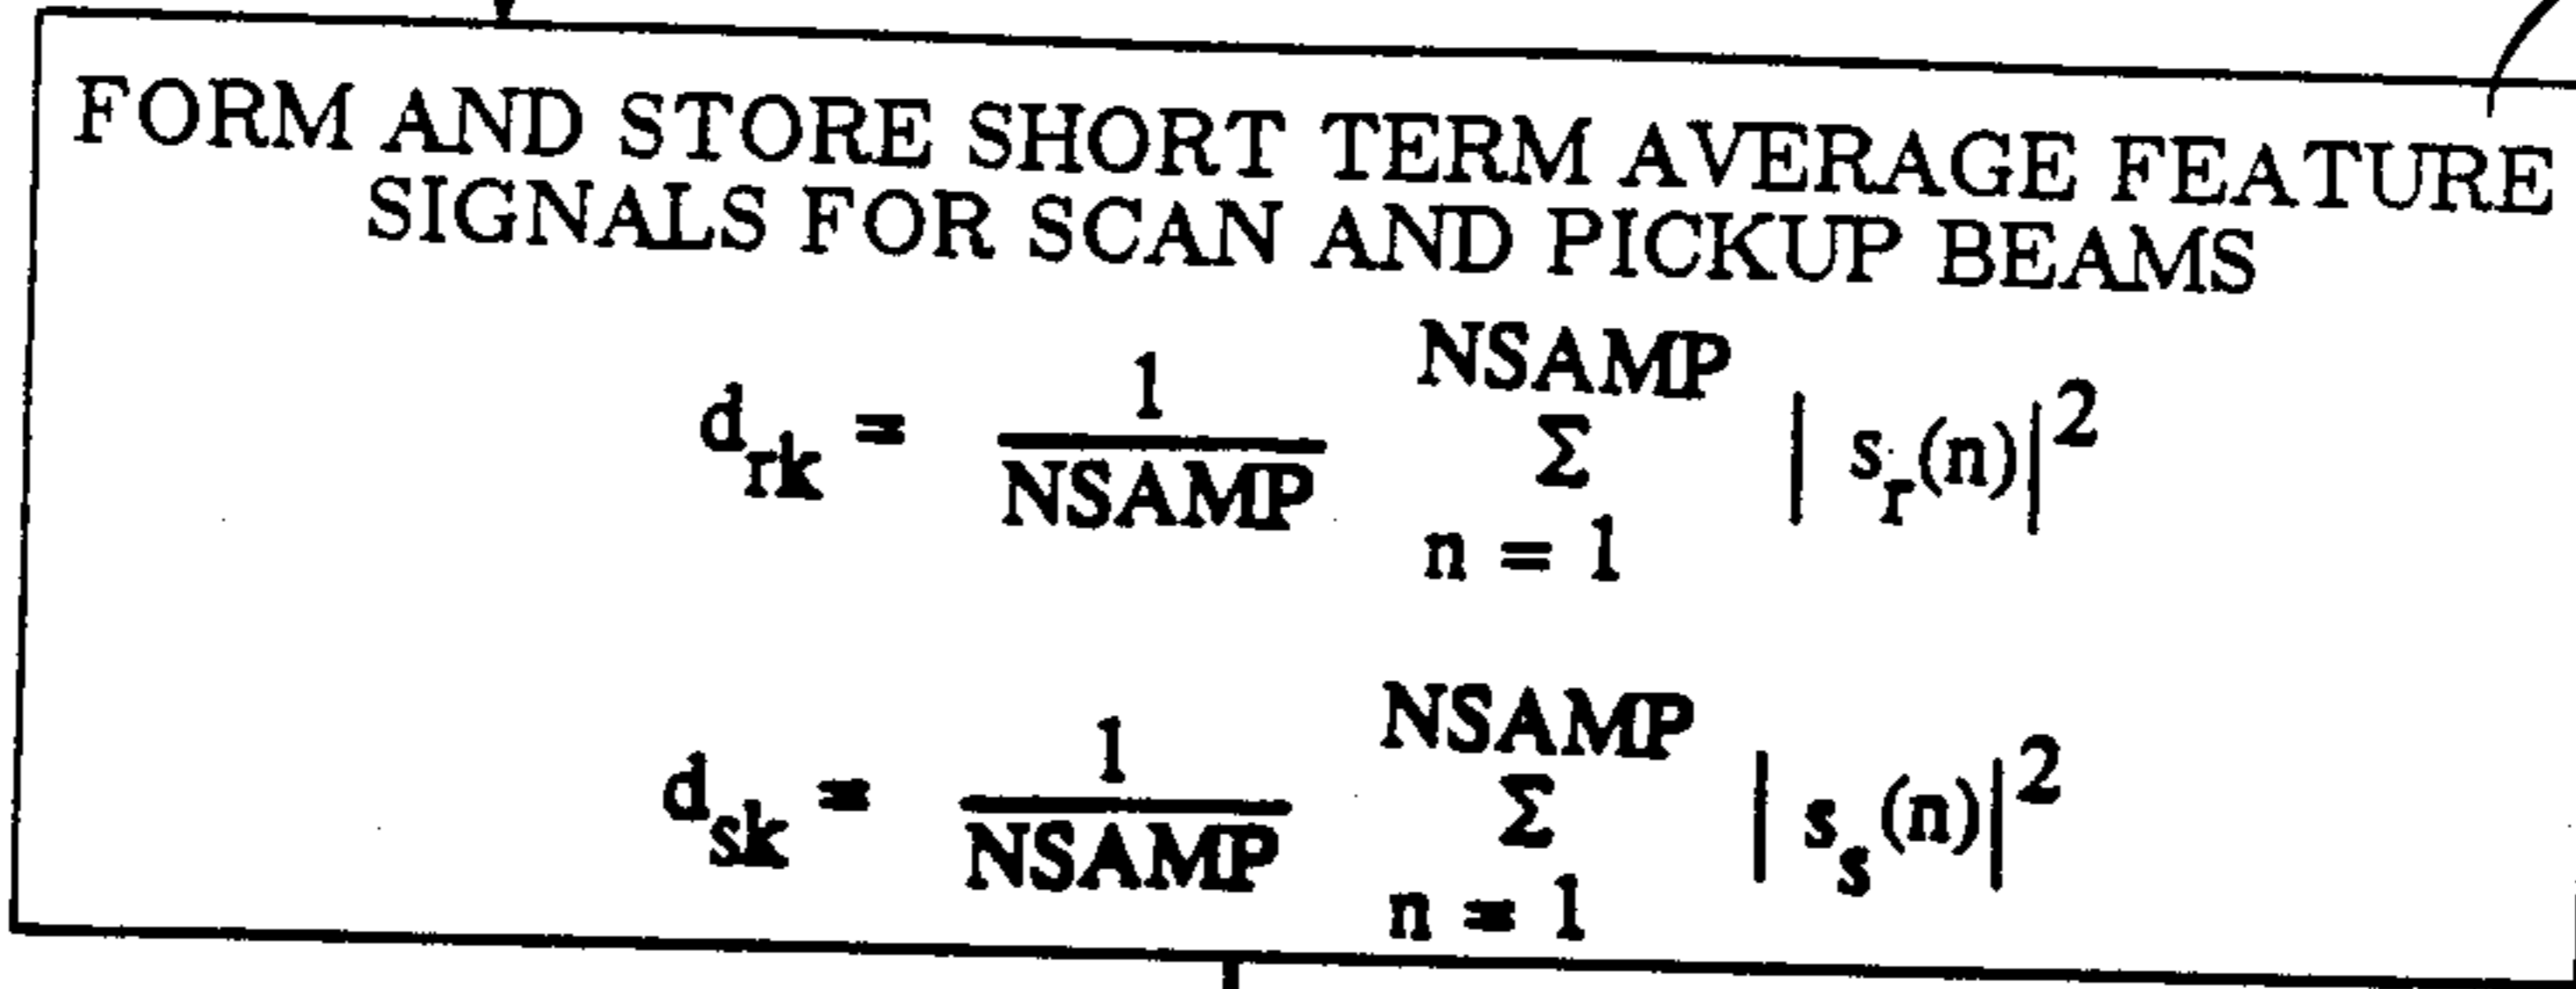 FORM AND STORE SHORT TERM AVERAGE FEATURE
SIGNALS FOR SCAN AND PICKUP BEAMS
d_rk = 1/NSAMP NSAMP Σ n = 1 | s_r(n)|^2
d_sk = 1/NSAMP NSAMP Σ n = 1 | s_s(n)|^2